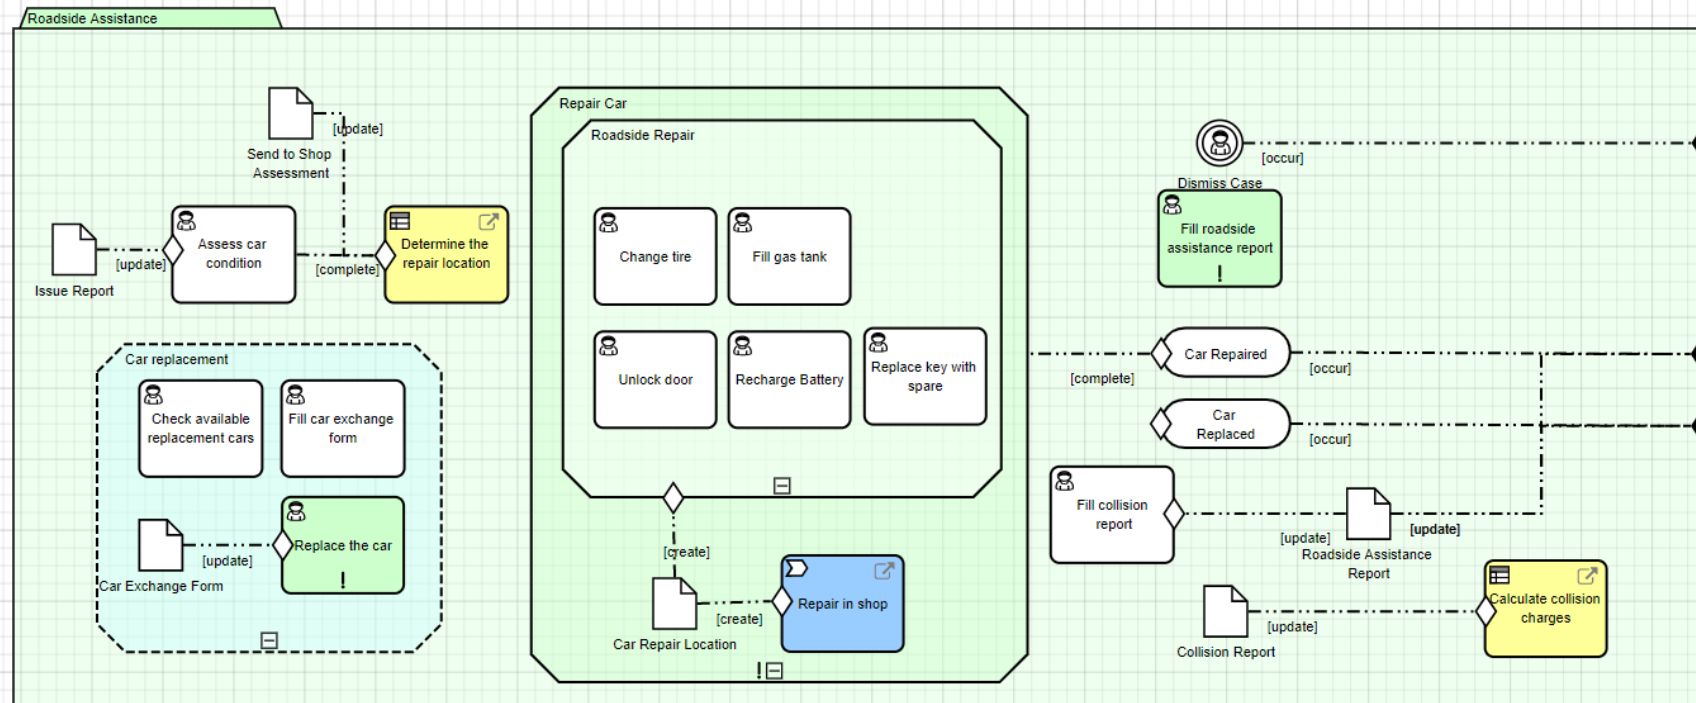 Roadside Assistance
[update]
Send to Shop
Assessment
Issue Report
[update]
Assess car
condition
[complete]
Determine the
repair location
Car replacement
Check available
replacement cars
Fill car exchange
form
Car Exchange Form
[update]
Replace the car
!
Repair Car
Roadside Repair
Change tire
Fill gas tank
Unlock door
Recharge Battery
Replace key with
spare
[create]
Car Repair Location
[create]
Repair in shop
!
Dismiss Case
[occur]
Fill roadside
assistance report
!
[complete]
Car Repaired
[occur]
Car
Replaced
[occur]
Fill collision
report
[update]
Roadside Assistance
Report
[update]
Collision Report
[update]
Calculate collision
charges